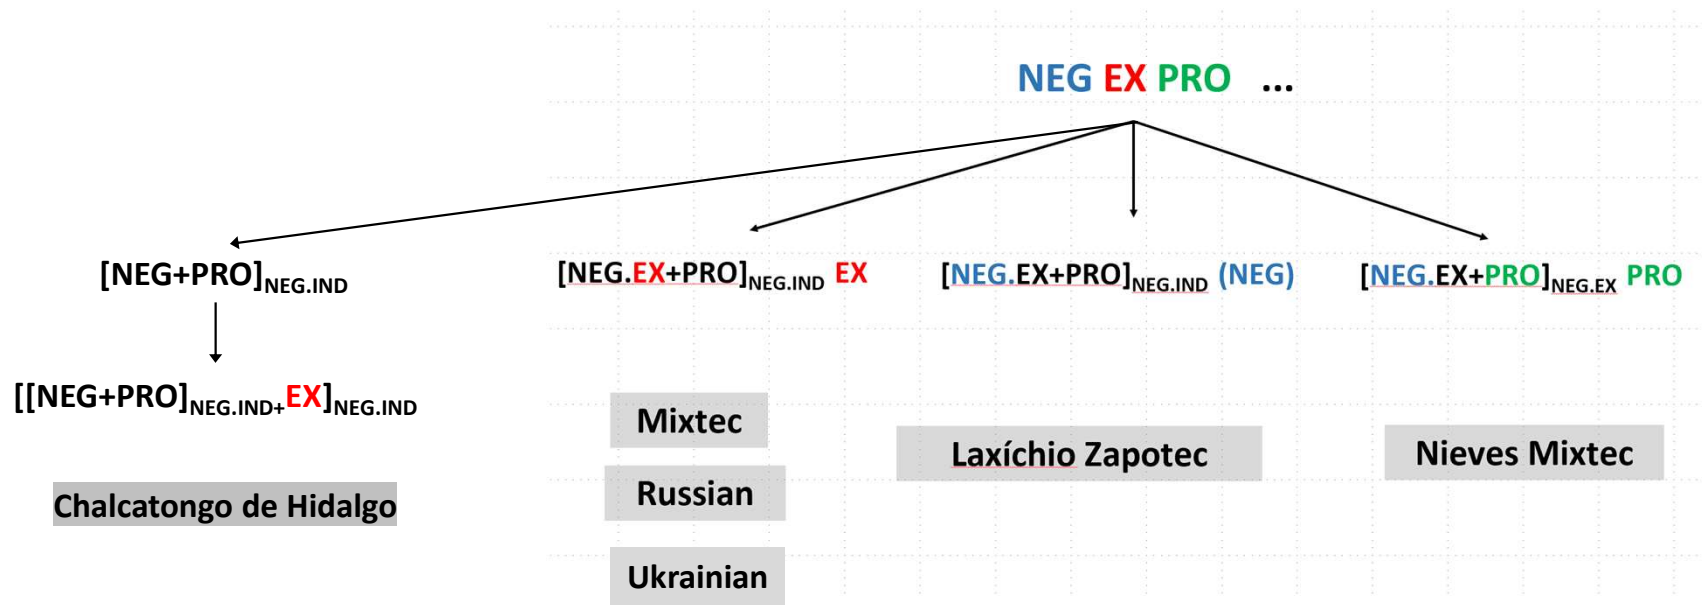 NEG EX PRO ...
[NEG+PRO]NEG.IND
[NEG.EX+PRO]NEG.IND EX
[NEG.EX+PRO]NEG.IND (NEG)
[NEG.EX+PRO]NEG.EX PRO
[[NEG+PRO]NEG.IND+EX]NEG.IND
Mixtec
Laxíchio Zapotec
Nieves Mixtec
Russian
Chalcatongo de Hidalgo
Ukrainian